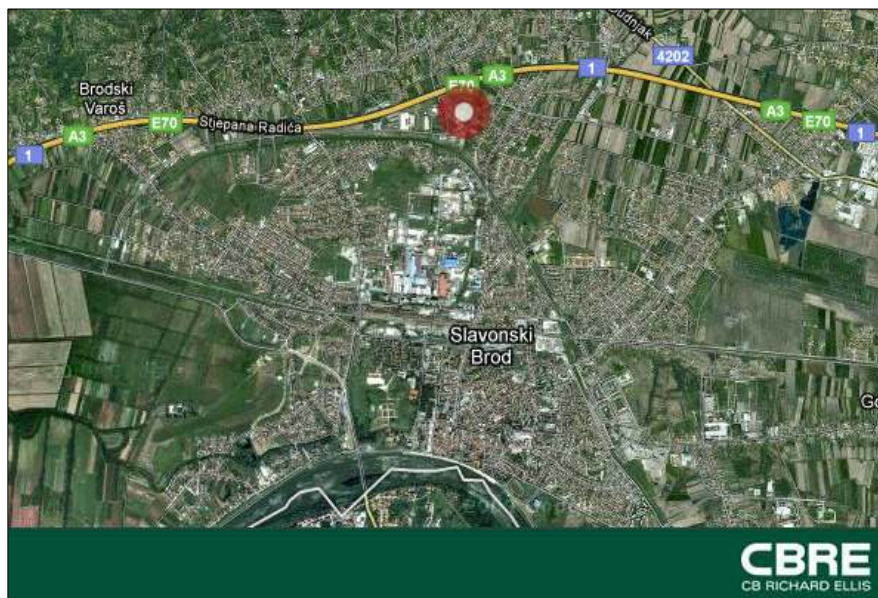 Budnjak
4202
1
A3
E70
Brodski
Varoš
A3
E70
Stjepana Radića
A3
E70
1
1
Slavonski
Brod
CBRE
CB RICHARD ELLIS